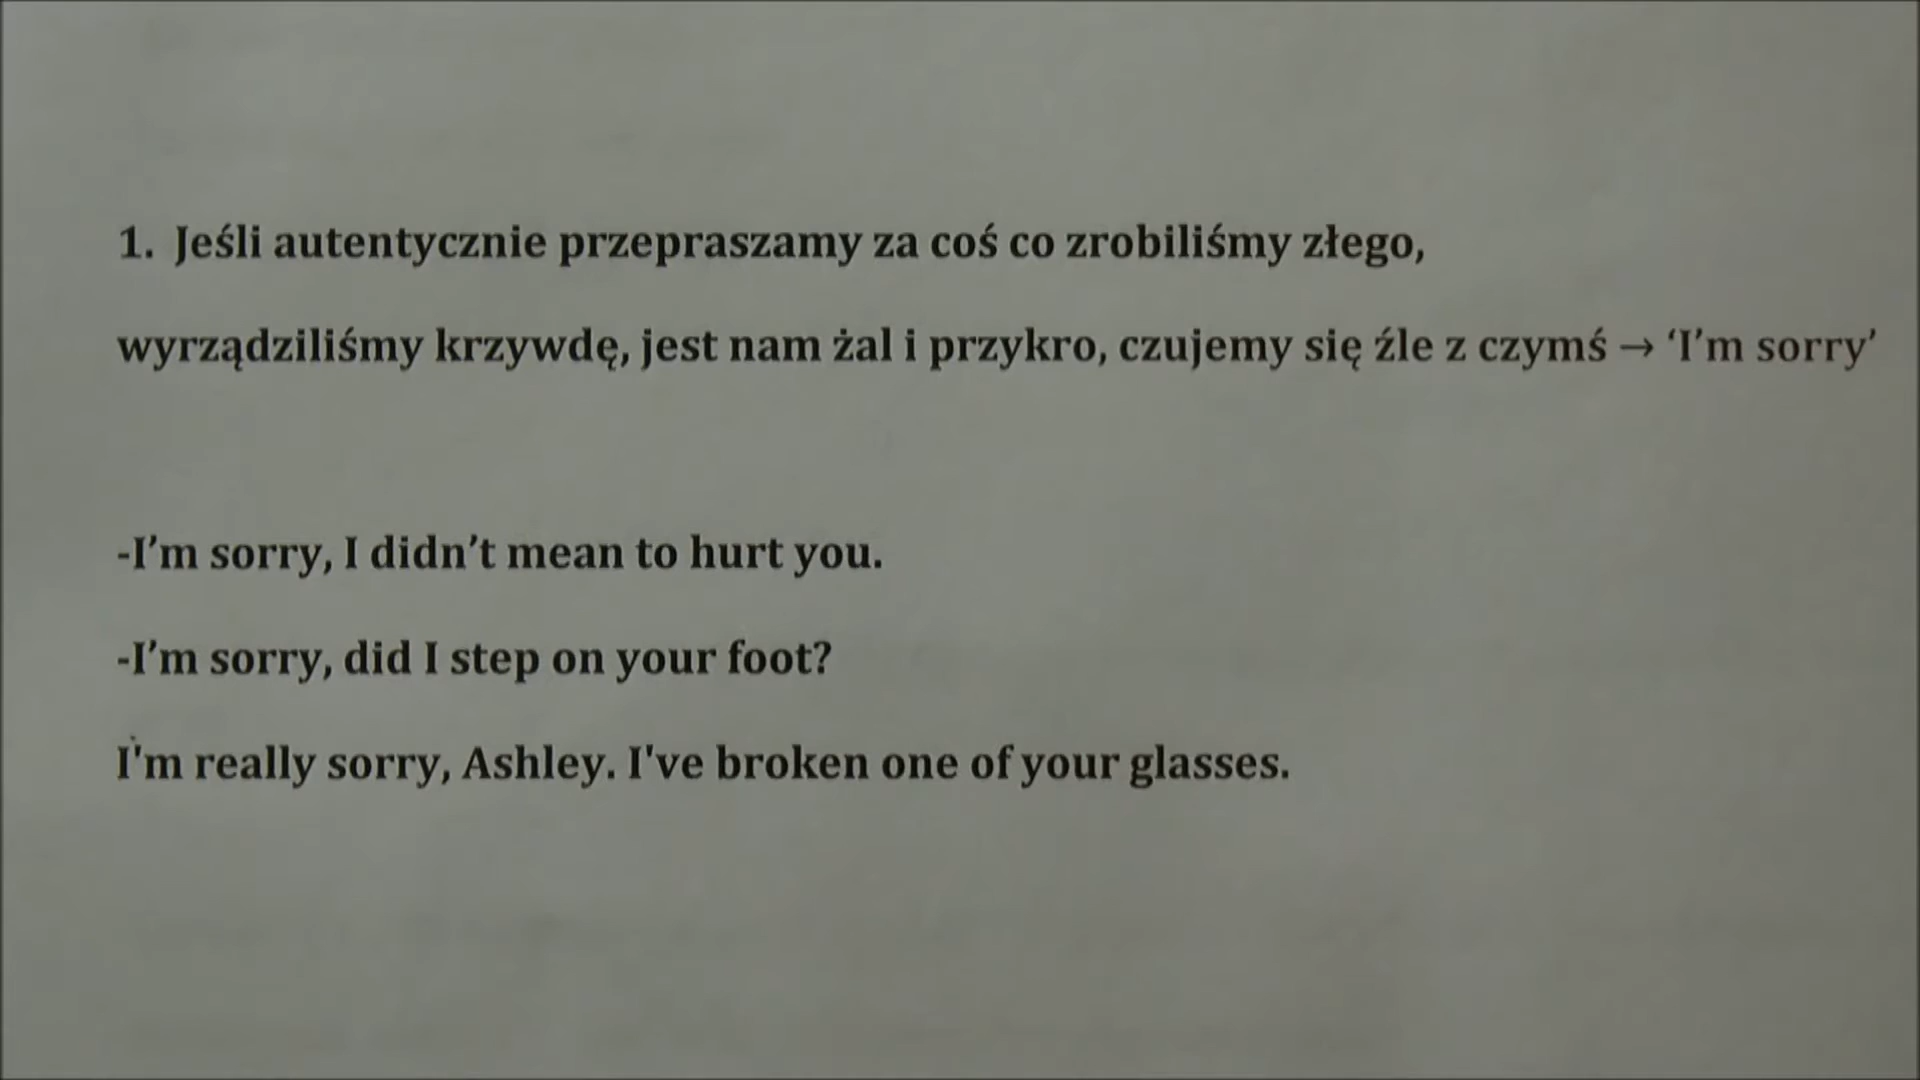 1. Jeśli autentycznie przepraszamy za coś co zrobiliśmy złego,
wyrządziliśmy krzywdę, jest nam żal i przykro, czujemy się źle z czymś → ‘I’m sorry’
-I’m sorry, I didn’t mean to hurt you.
-I’m sorry, did I step on your foot?
I'm really sorry, Ashley. I've broken one of your glasses.